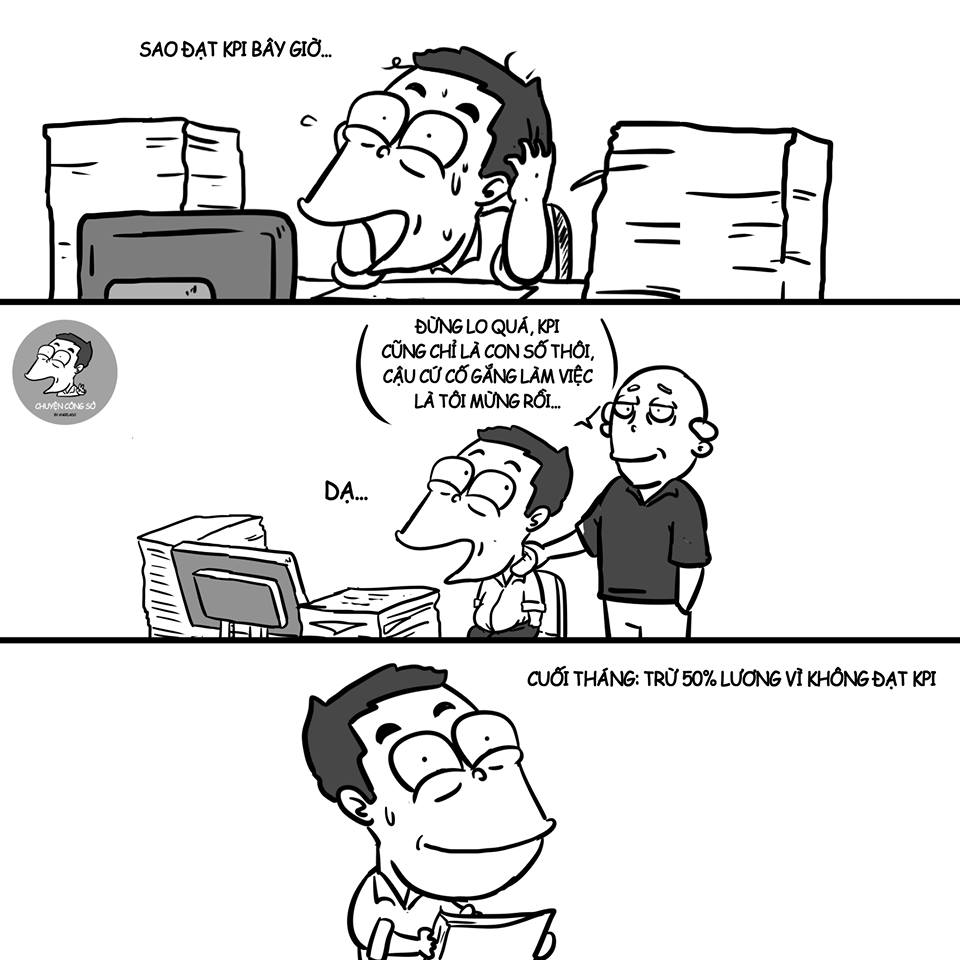 SAO ĐẠT KPI BÂY GIỜ...
ĐỪNG LO QUÁ, KPI
CŨNG CHỈ LÀ CON SỐ THÔI,
CẬU CỨ CỐ GẮNG LÀM VIỆC
LÀ TÔI MỪNG RỒI...
CHUYỆN CÔNG SỞ
DẠ...
CUỐI THÁNG: TRỪ 50% LƯƠNG VÌ KHÔNG ĐẠT KPI